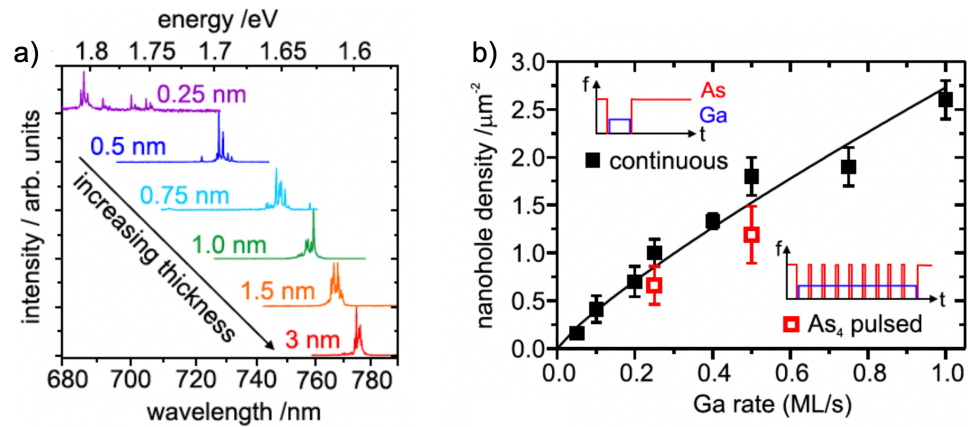 a)
energy /eV
1.8 1.75 1.7 1.65 1.6
intensity / arb. units
0.25 nm
0.5 nm
0.75 nm
1.0 nm
1.5 nm
3 nm
increasing thickness
680 700 720 740 760 780
wavelength /nm
b)
nanohole density /µm⁻²
3.0
2.5
2.0
1.5
1.0
0.5
0.0
f
As
Ga
t
continuous
f
t
As₄ pulsed
0.0 0.2 0.4 0.6 0.8 1.0
Ga rate (ML/s)